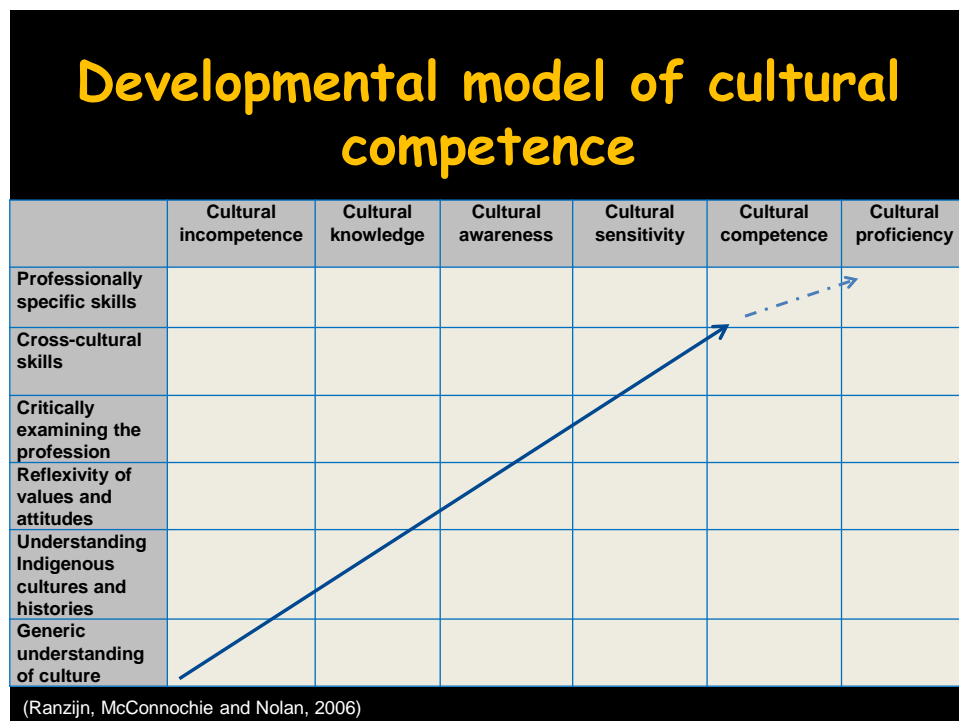 Developmental model of cultural
competence
Cultural
incompetence
Cultural
knowledge
Cultural
awareness
Cultural
sensitivity
Cultural
competence
Cultural
proficiency
Professionally
specific skills
Cross-cultural
skills
Critically
examining the
profession
Reflexivity of
values and
attitudes
Understanding
Indigenous
cultures and
histories
Generic
understanding
of culture
(Ranzijn, McConnochie and Nolan, 2006)